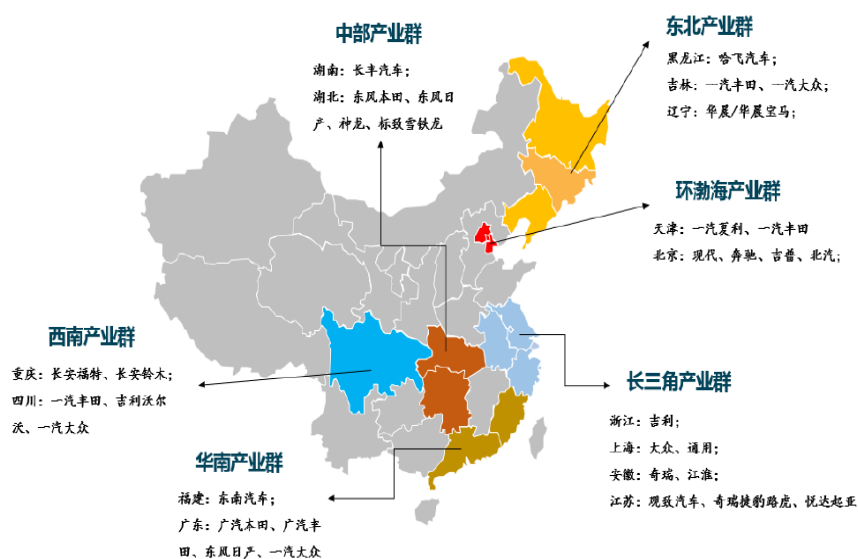 中部产业群
湖南：长丰汽车；
湖北：东风本田、东风日
产、神龙、标致雪铁龙
东北产业群
黑龙江：哈飞汽车；
吉林：一汽丰田、一汽大众；
辽宁：华晨/华晨宝马；
环渤海产业群
天津：一汽夏利、一汽丰田
北京：现代、奔驰、吉普、北汽；
西南产业群
重庆：长安福特、长安铃木；
四川：一汽丰田、吉利沃尔
沃、一汽大众
长三角产业群
浙江：吉利；
上海：大众、通用；
安徽：奇瑞、江淮；
江苏：观致汽车、奇瑞捷豹路虎、悦达起亚
华南产业群
福建：东南汽车；
广东：广汽本田、广汽丰
田、东风日产、一汽大众